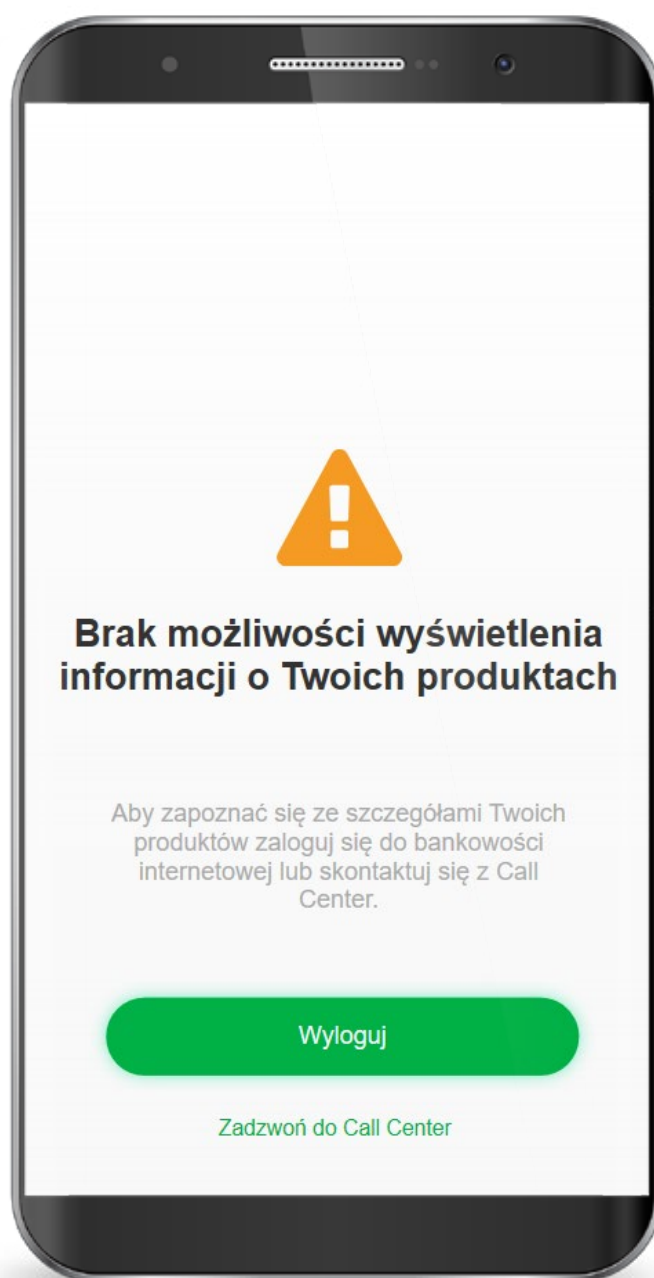 Brak możliwości wyświetlenia
informacji o Twoich produktach
Aby zapoznać się ze szczegółami Twoich
produktów zaloguj się do bankowości
internetowej lub skontaktuj się z Call
Center.
Wyloguj
Zadzwoń do Call Center